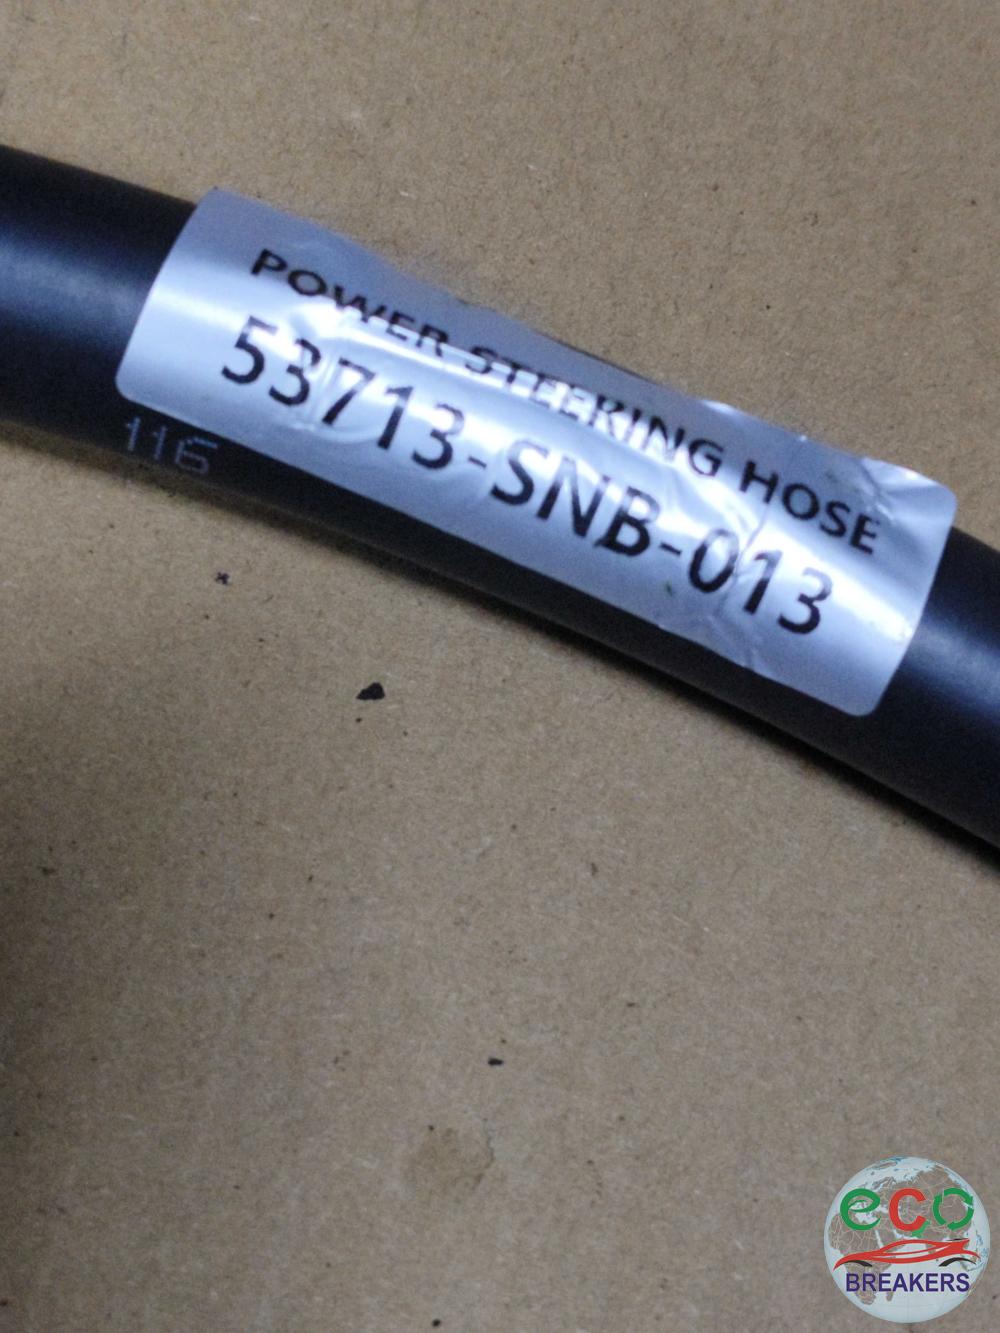 POWER STEERING HOSE
53713-SNB-013
116
eco
BREAKERS